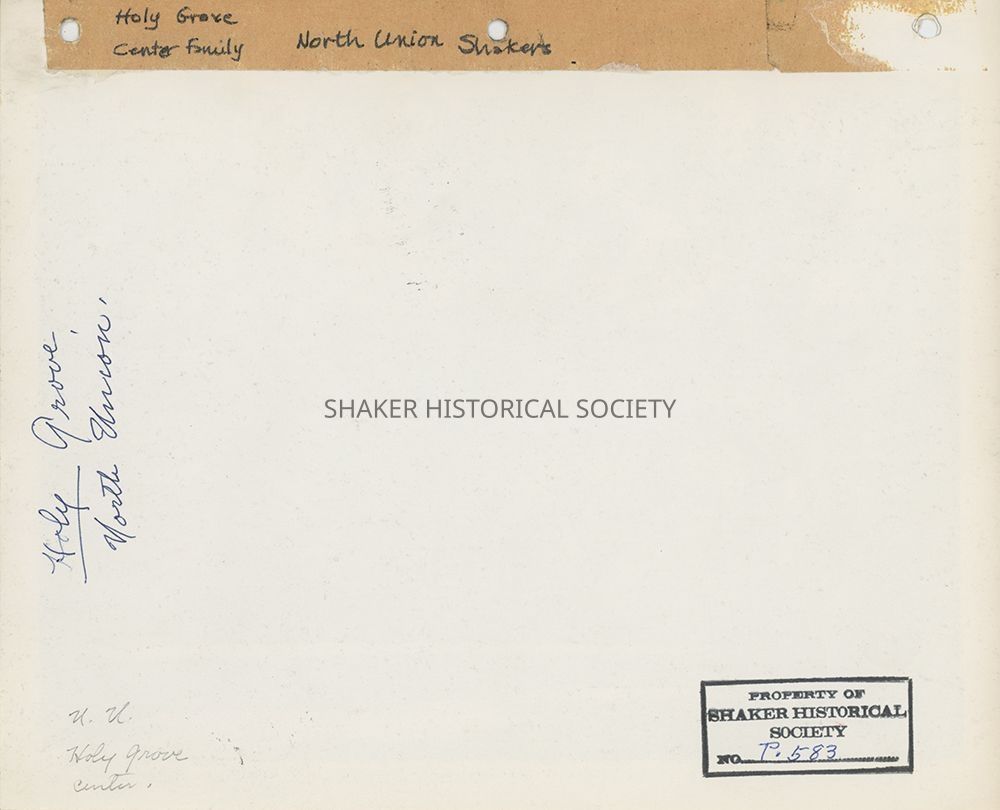 Holy Grove
Center Family
North Union Shakers
Holy Grove,
North Union.
SHAKER HISTORICAL SOCIETY
N. U.
Holy Grove
Center.
PROPERTY OF
SHAKER HISTORICAL
SOCIETY
NO. P. 583